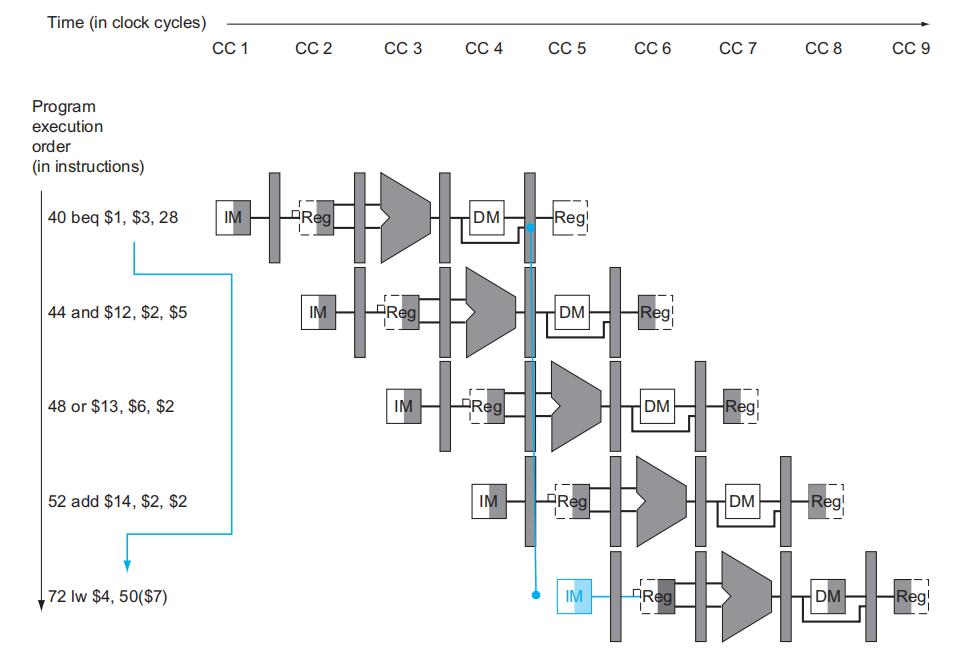 Time (in clock cycles)
CC 1 CC 2 CC 3 CC 4 CC 5 CC 6 CC 7 CC 8 CC 9
Program
execution
order
(in instructions)
40 beq $1, $3, 28
IM Reg DM Reg
44 and $12, $2, $5
IM Reg DM Reg
48 or $13, $6, $2
IM Reg DM Reg
52 add $14, $2, $2
IM Reg DM Reg
72 lw $4, 50($7)
IM Reg DM Reg